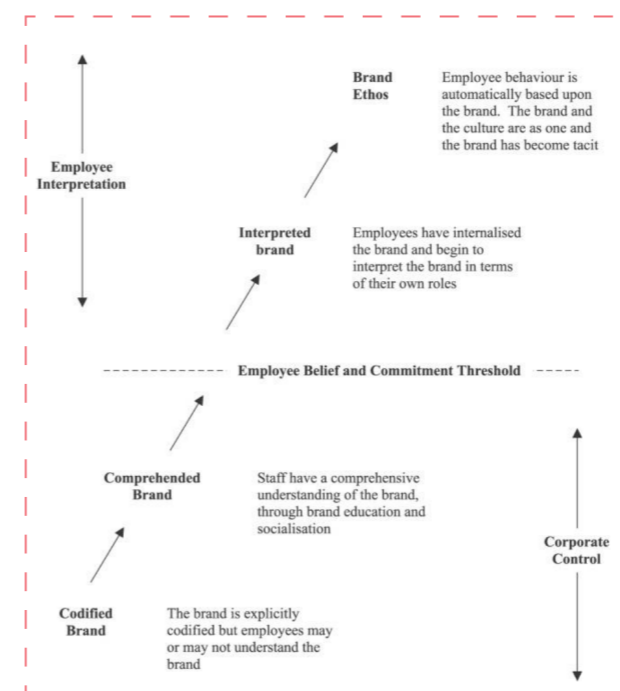 Brand
Ethos
Employee behaviour is
automatically based upon
the brand. The brand and
the culture are as one and
the brand has become tacit
Employee
Interpretation
Interpreted
brand
Employees have internalised
the brand and begin to
interpret the brand in terms
of their own roles
Employee Belief and Commitment Threshold
Comprehended
Brand
Staff have a comprehensive
understanding of the brand,
through brand education and
socialisation
Corporate
Control
Codified
Brand
The brand is explicitly
codified but employees may
or may not understand the
brand